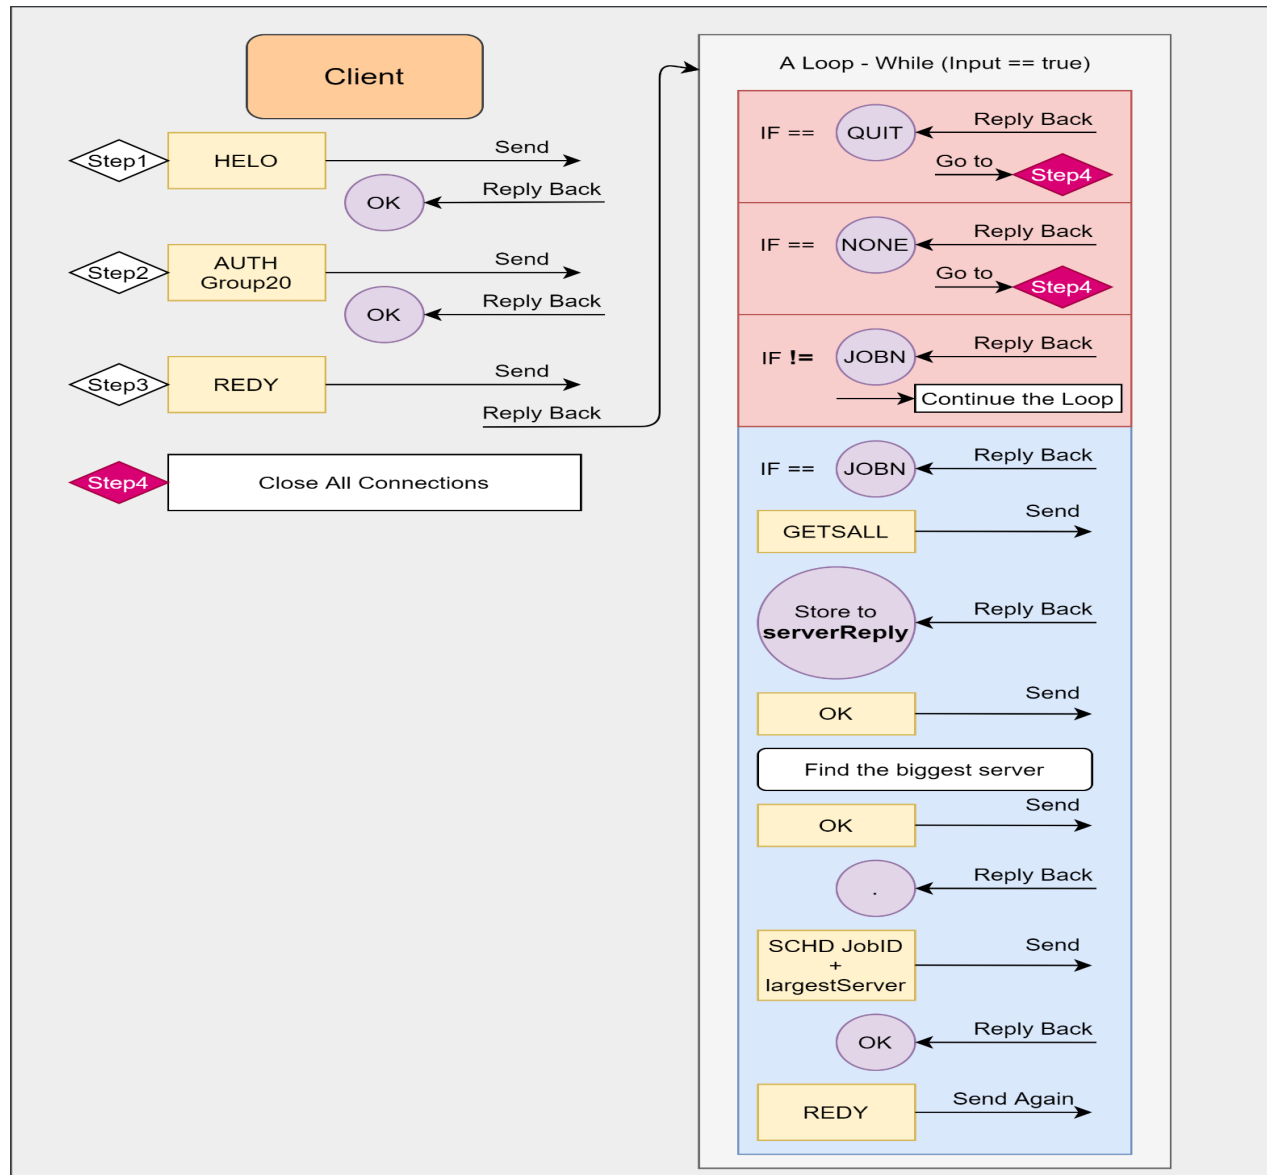 Client
Step1
HELO
Send
OK
Reply Back
Step2
AUTH
Group20
Send
OK
Reply Back
Step3
REDY
Send
Reply Back
Step4
Close All Connections
A Loop - While (Input == true)
IF ==
QUIT
Reply Back
Go to
Step4
IF ==
NONE
Reply Back
Go to
Step4
IF !=
JOBN
Reply Back
Continue the Loop
IF ==
JOBN
Reply Back
GETSALL
Send
Store to
serverReply
Reply Back
OK
Send
Find the biggest server
OK
Send
.
Reply Back
SCHD JobID
+
largestServer
Send
OK
Reply Back
REDY
Send Again